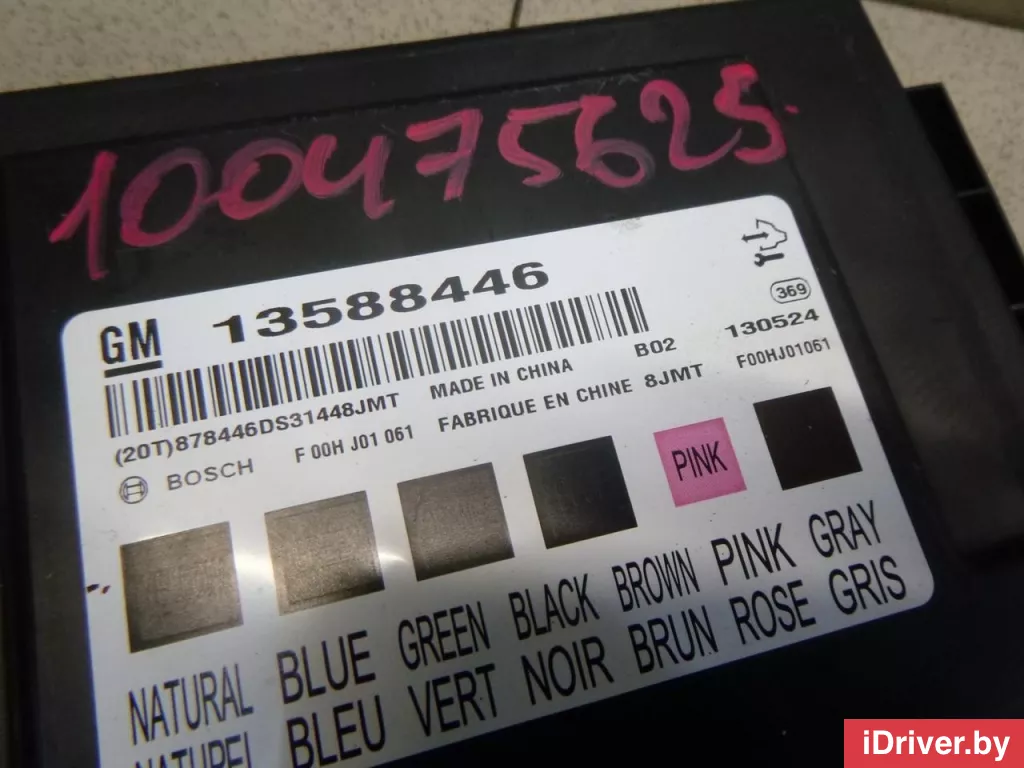 100475625
GM 13588446
369
130524
MADE IN CHINA B02
(20T)878446DS31448JMT
F00HJ01061
FABRIQUE EN CHINE 8JMT
F 00H J01 061
BOSCH
PINK
NATURAL BLUE GREEN BLACK BROWN PINK GRAY
NATUREL BLEU VERT NOIR BRUN ROSE GRIS
iDriver.by